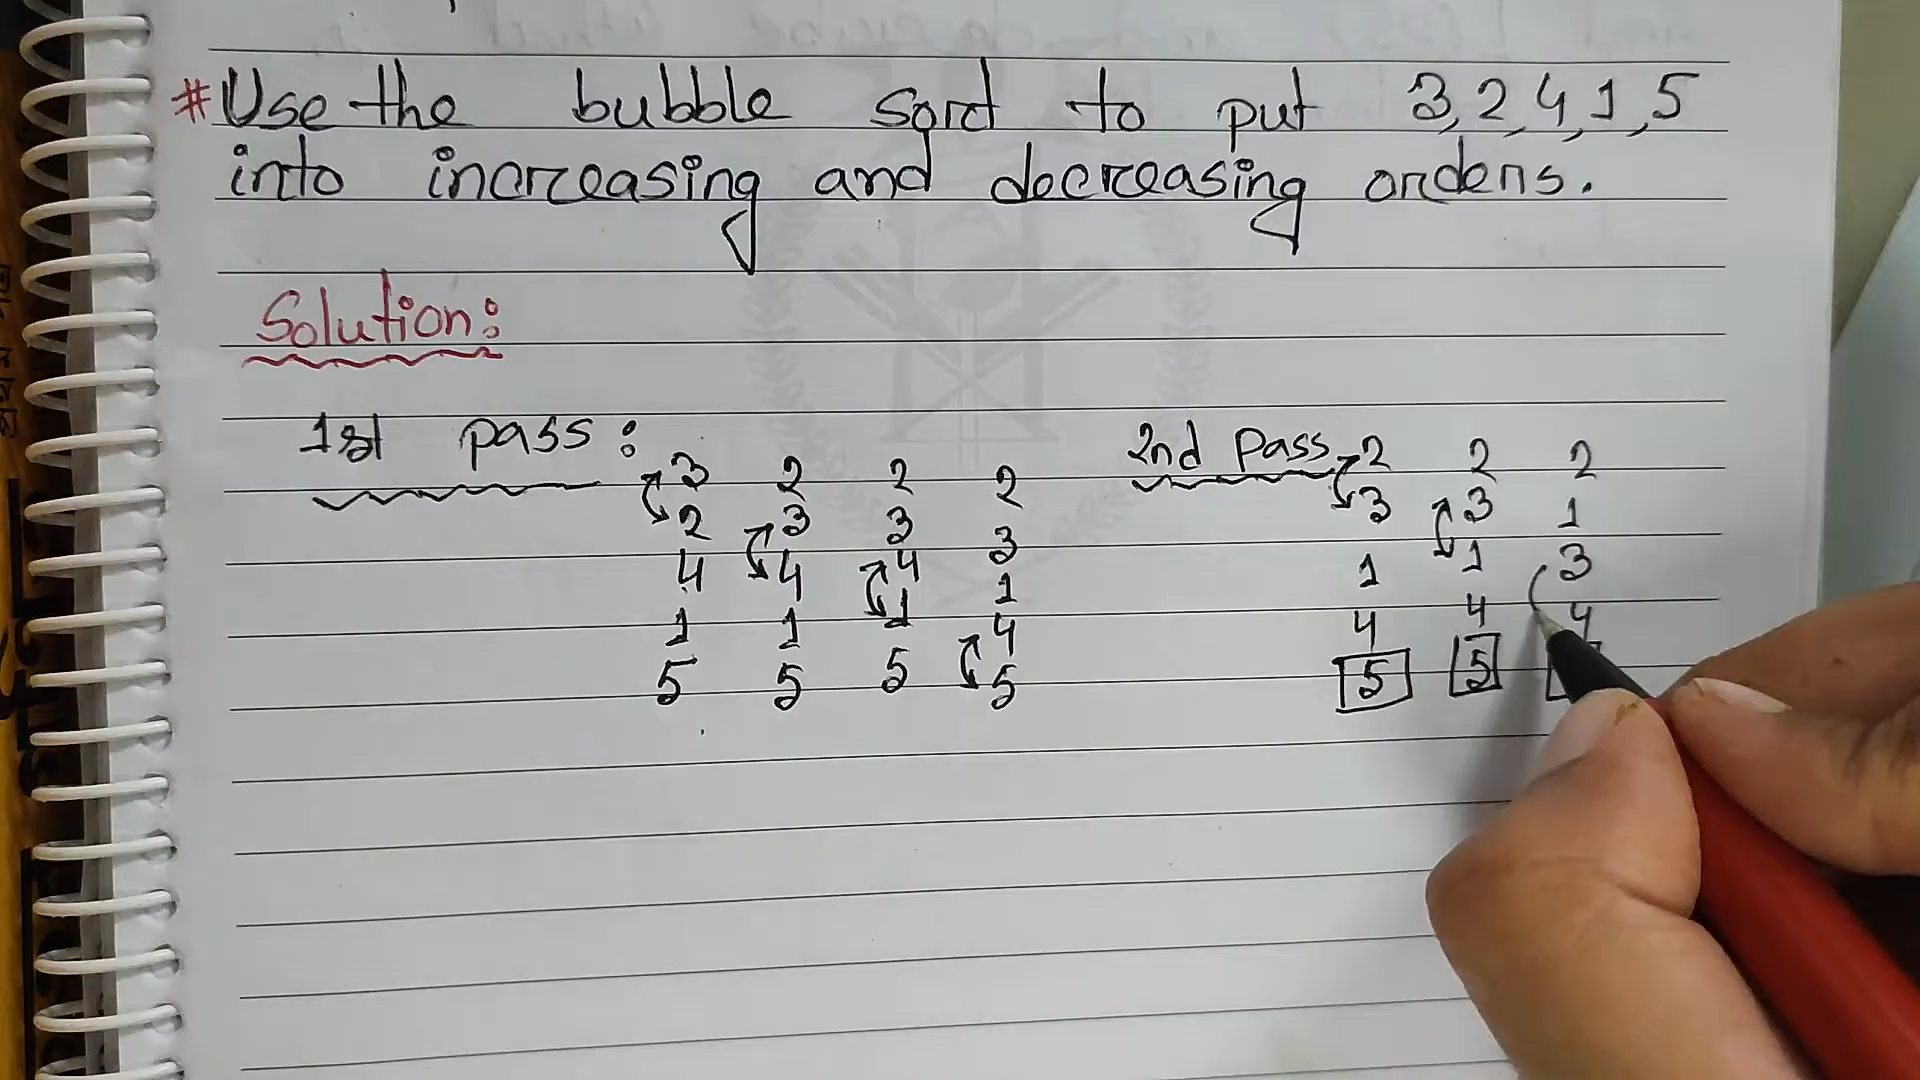 #Use the bubble sort to put 3,2,4,1,5
into increasing and decreasing orders.
Solution:
1st pass:
3 2 2 2
2 3 3 3
4 4 4 1
1 1 1 4
5 5 5 5
2nd Pass
2 2 2
3 3 1
1 1 3
4 4 4
5 5